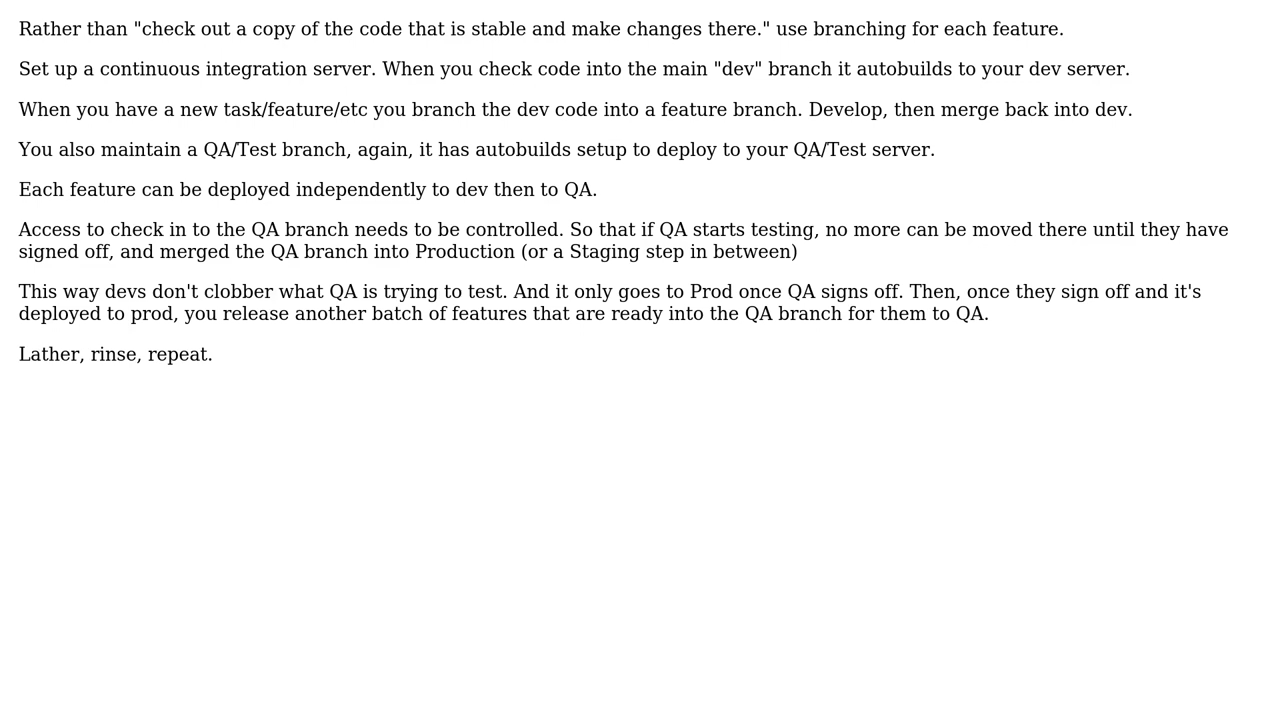 Rather than "check out a copy of the code that is stable and make changes there." use branching for each feature.
Set up a continuous integration server. When you check code into the main "dev" branch it autobuilds to your dev server.
When you have a new task/feature/etc you branch the dev code into a feature branch. Develop, then merge back into dev.
You also maintain a QA/Test branch, again, it has autobuilds setup to deploy to your QA/Test server.
Each feature can be deployed independently to dev then to QA.
Access to check in to the QA branch needs to be controlled. So that if QA starts testing, no more can be moved there until they have
signed off, and merged the QA branch into Production (or a Staging step in between)
This way devs don't clobber what QA is trying to test. And it only goes to Prod once QA signs off. Then, once they sign off and it's
deployed to prod, you release another batch of features that are ready into the QA branch for them to QA.
Lather, rinse, repeat.